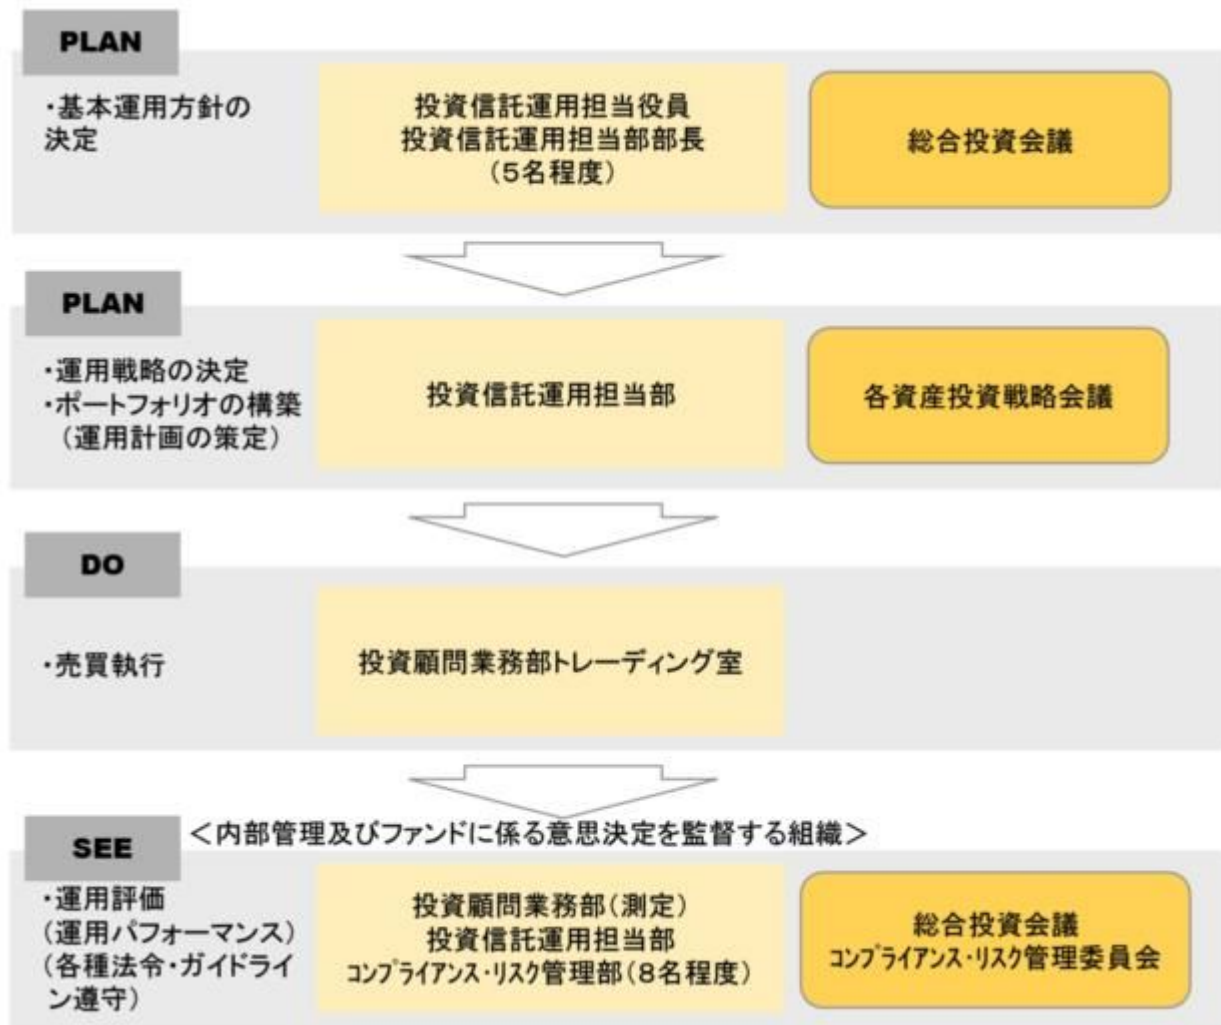 PLAN
・基本運用方針の
決定
投資信託運用担当役員
投資信託運用担当部部長
(5名程度)
総合投資会議
PLAN
・運用戦略の決定
・ポートフォリオの構築
(運用計画の策定)
投資信託運用担当部
各資産投資戦略会議
DO
・売買執行
投資顧問業務部トレーディング室
SEE
<内部管理及びファンドに係る意思決定を監督する組織>
・運用評価
(運用パフォーマンス)
(各種法令・ガイドライ
ン遵守)
投資顧問業務部(測定)
投資信託運用担当部
コンプライアンス・リスク管理部(8名程度)
総合投資会議
コンプライアンス・リスク管理委員会